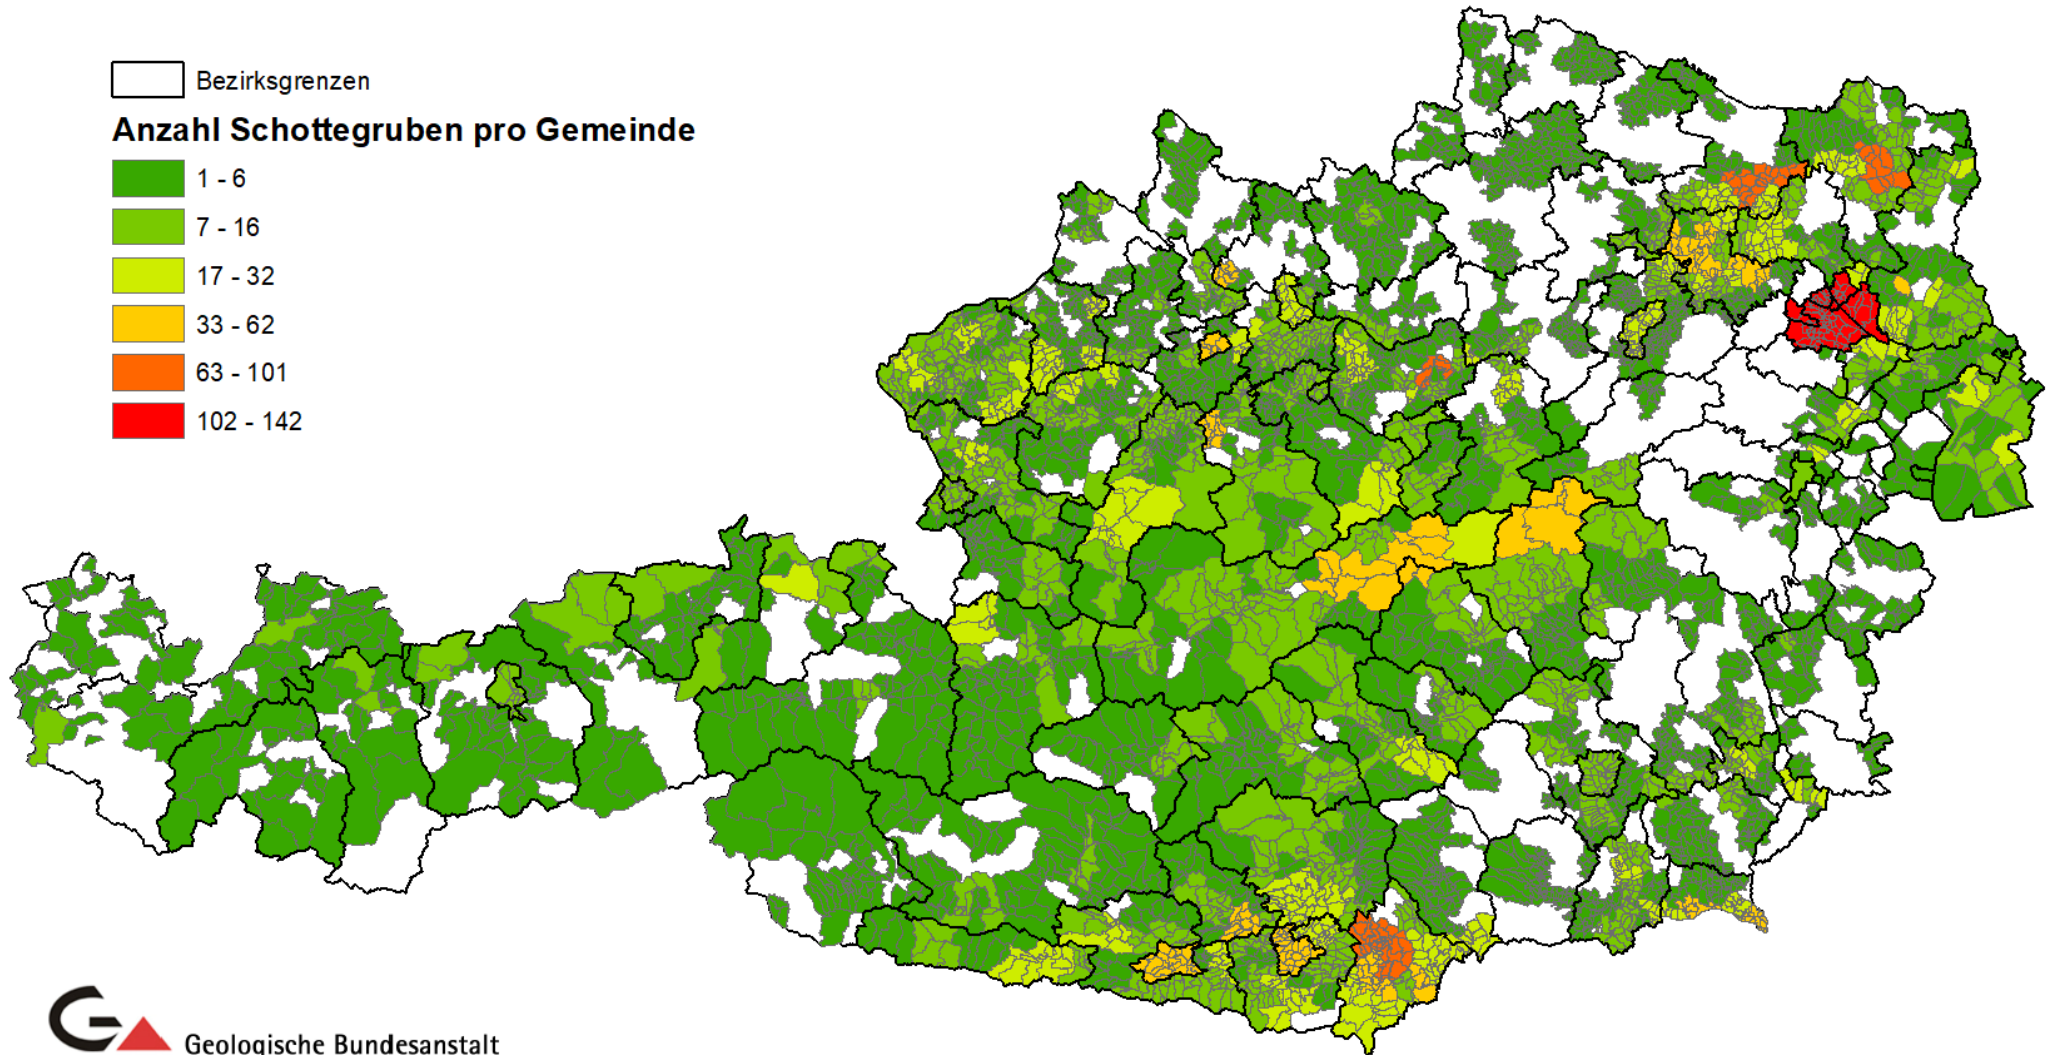 Bezirksgrenzen
Anzahl Schottegruben pro Gemeinde
1 - 6
7 - 16
17 - 32
33 - 62
63 - 101
102 - 142
Geologische Bundesanstalt